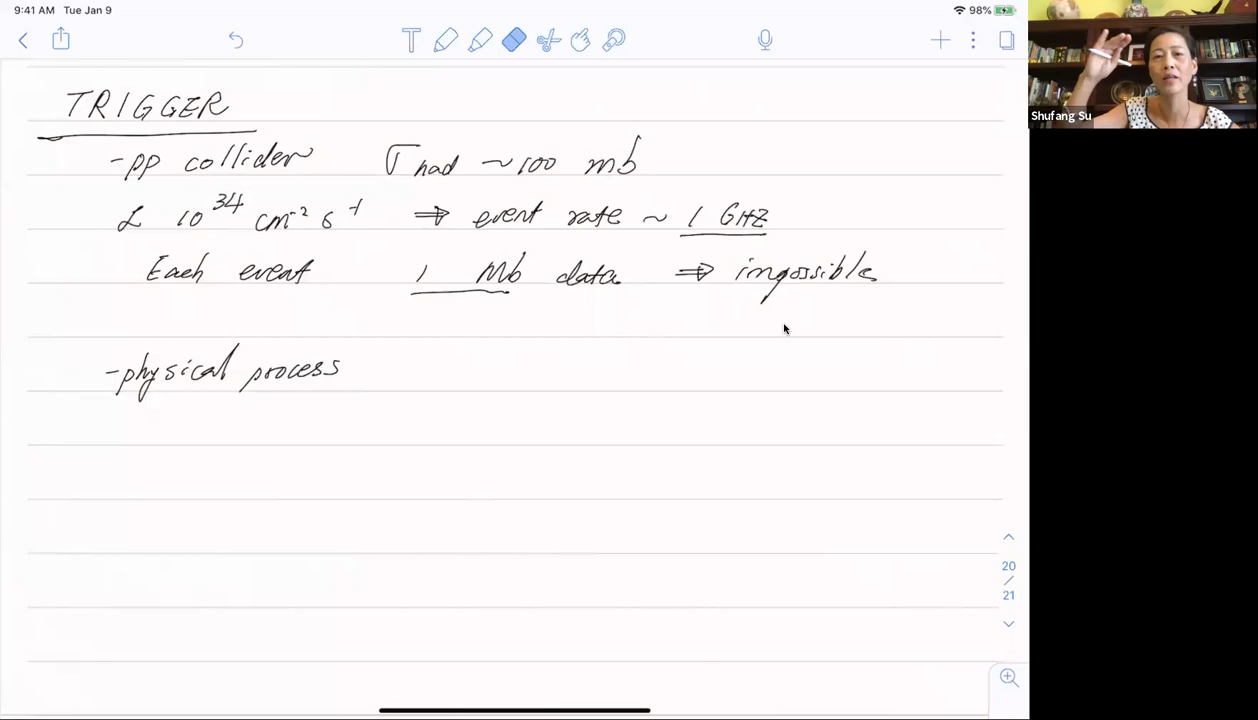 9:41 AM Tue Jan 9
98%
Shufang Su
TRIGGER
- pp collider σhad ~100 mb
L 10^34 cm^-2 s^-1 ⇒ event rate ~ 1 GHZ
Each event 1 Mb data ⇒ impossible
- physical process
20
/
21